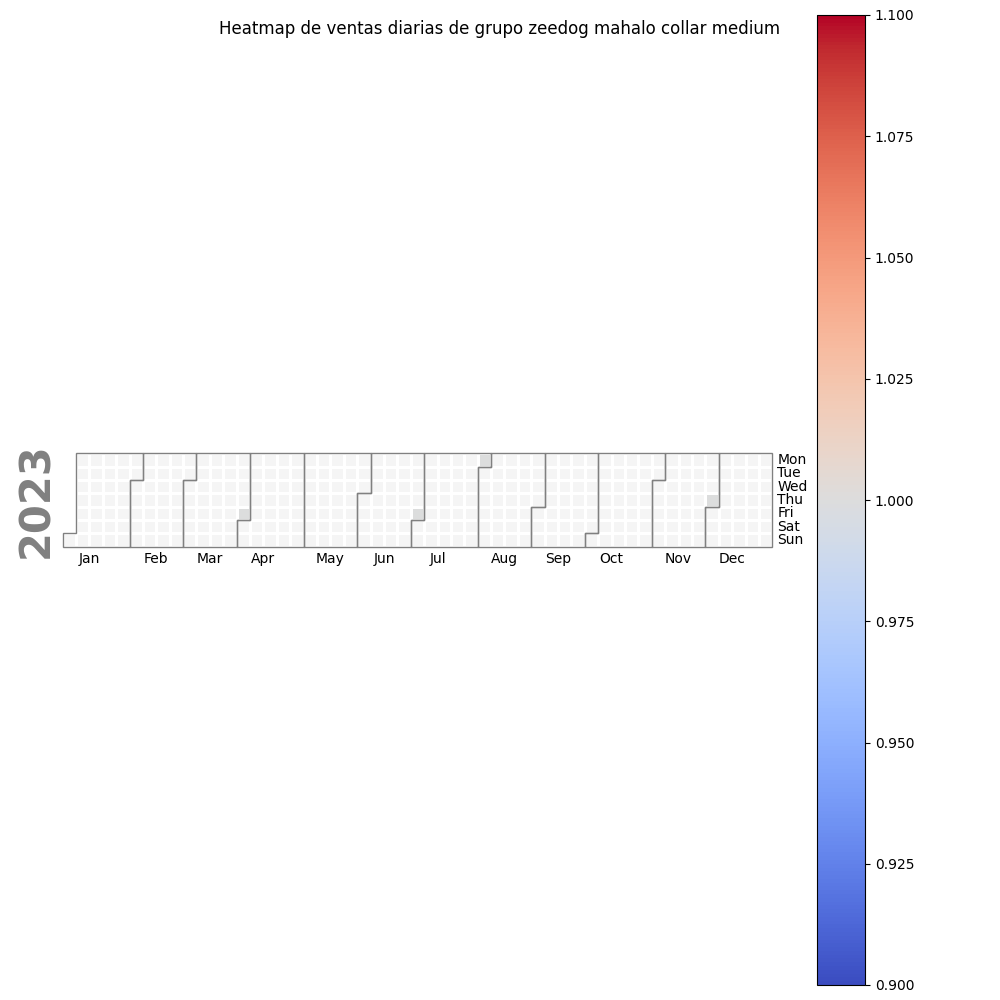 Heatmap de ventas diarias de grupo zeedog mahalo collar medium
2023
Mon
Tue
Wed
Thu
Fri
Sat
Sun
Jan Feb Mar Apr May Jun Jul Aug Sep Oct Nov Dec
1.100
1.075
1.050
1.025
1.000
0.975
0.950
0.925
0.900